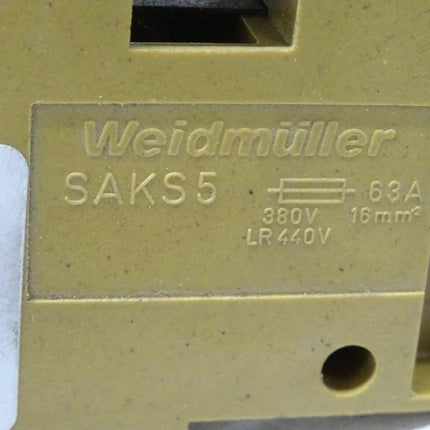 Weidmüller
SAKS5 63A
380V 16mm²
LR 440V